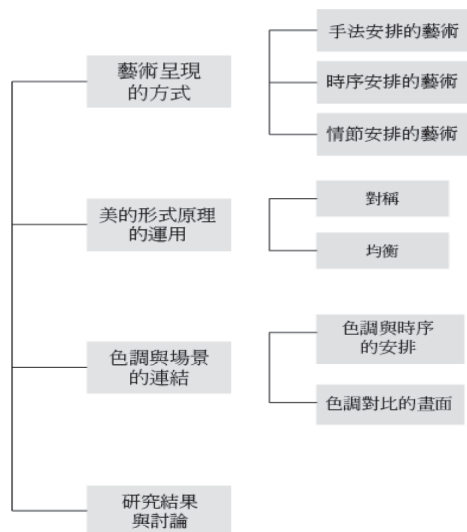 藝術呈現
的方式
手法安排的藝術
時序安排的藝術
情節安排的藝術
美的形式原理
的運用
對稱
均衡
色調與場景
的連結
色調與時序
的安排
色調對比的畫面
研究結果
與討論